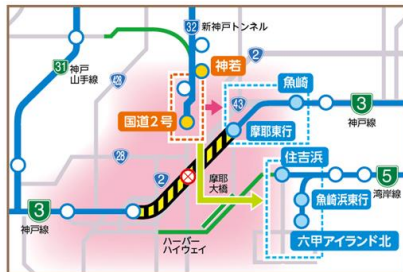 32
新神戸トンネル
2
神若
31
神戸
山手線
428
国道2号
43
魚崎
3
神戸線
摩耶東行
28
2
摩耶
大橋
住吉浜
5
湾岸線
魚崎浜東行
六甲アイランド北
3
神戸線
ハーバー
ハイウェイ